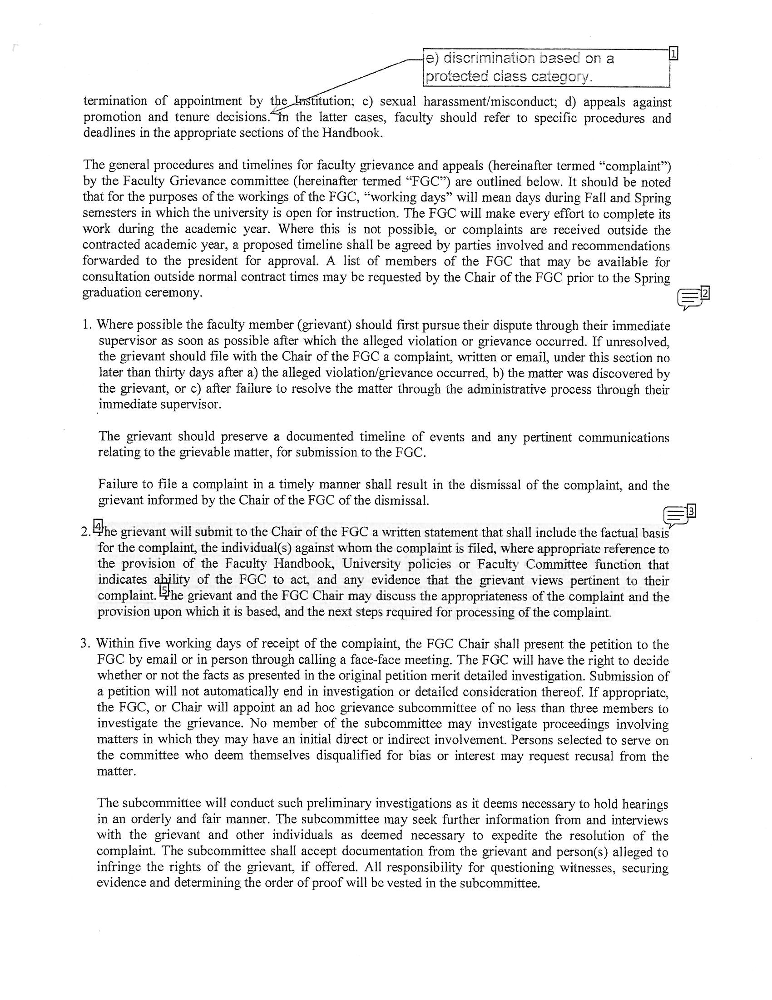 e) discrimination based on a
protected class category.
1
termination of appointment by the Institution; c) sexual harassment/misconduct; d) appeals against
promotion and tenure decisions. In the latter cases, faculty should refer to specific procedures and
deadlines in the appropriate sections of the Handbook.
The general procedures and timelines for faculty grievance and appeals (hereinafter termed “complaint”)
by the Faculty Grievance committee (hereinafter termed “FGC”) are outlined below. It should be noted
that for the purposes of the workings of the FGC, “working days” will mean days during Fall and Spring
semesters in which the university is open for instruction. The FGC will make every effort to complete its
work during the academic year. Where this is not possible, or complaints are received outside the
contracted academic year, a proposed timeline shall be agreed by parties involved and recommendations
forwarded to the president for approval. A list of members of the FGC that may be available for
consultation outside normal contract times may be requested by the Chair of the FGC prior to the Spring
graduation ceremony.
2
1. Where possible the faculty member (grievant) should first pursue their dispute through their immediate
supervisor as soon as possible after which the alleged violation or grievance occurred. If unresolved,
the grievant should file with the Chair of the FGC a complaint, written or email, under this section no
later than thirty days after a) the alleged violation/grievance occurred, b) the matter was discovered by
the grievant, or c) after failure to resolve the matter through the administrative process through their
immediate supervisor.
The grievant should preserve a documented timeline of events and any pertinent communications
relating to the grievable matter, for submission to the FGC.
Failure to file a complaint in a timely manner shall result in the dismissal of the complaint, and the
grievant informed by the Chair of the FGC of the dismissal.
3
2. 4 The grievant will submit to the Chair of the FGC a written statement that shall include the factual basis
for the complaint, the individual(s) against whom the complaint is filed, where appropriate reference to
the provision of the Faculty Handbook, University policies or Faculty Committee function that
indicates ability of the FGC to act, and any evidence that the grievant views pertinent to their
complaint. 5 The grievant and the FGC Chair may discuss the appropriateness of the complaint and the
provision upon which it is based, and the next steps required for processing of the complaint.
3. Within five working days of receipt of the complaint, the FGC Chair shall present the petition to the
FGC by email or in person through calling a face-face meeting. The FGC will have the right to decide
whether or not the facts as presented in the original petition merit detailed investigation. Submission of
a petition will not automatically end in investigation or detailed consideration thereof. If appropriate,
the FGC, or Chair will appoint an ad hoc grievance subcommittee of no less than three members to
investigate the grievance. No member of the subcommittee may investigate proceedings involving
matters in which they may have an initial direct or indirect involvement. Persons selected to serve on
the committee who deem themselves disqualified for bias or interest may request recusal from the
matter.
The subcommittee will conduct such preliminary investigations as it deems necessary to hold hearings
in an orderly and fair manner. The subcommittee may seek further information from and interviews
with the grievant and other individuals as deemed necessary to expedite the resolution of the
complaint. The subcommittee shall accept documentation from the grievant and person(s) alleged to
infringe the rights of the grievant, if offered. All responsibility for questioning witnesses, securing
evidence and determining the order of proof will be vested in the subcommittee.